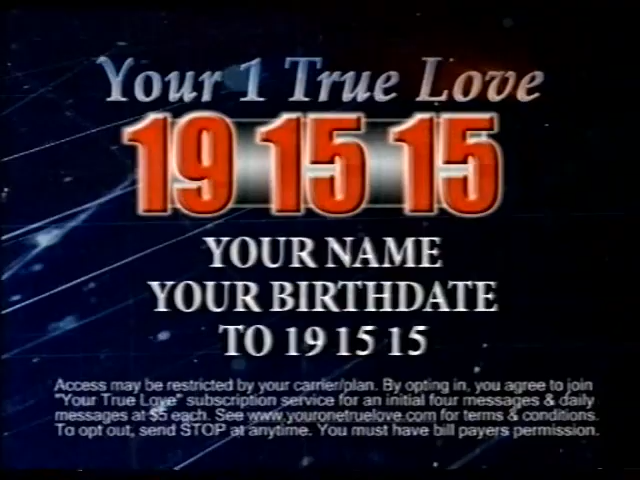 Your 1 True Love
19 15 15
YOUR NAME
YOUR BIRTHDATE
TO 19 15 15
Access may be restricted by your carrier/plan. By opting in, you agree to join
"Your True Love" subscription service for an initial four messages & daily
messages at $5 each. See www.youronetruelove.com for terms & conditions.
To opt out, send STOP at anytime. You must have bill payers permission.